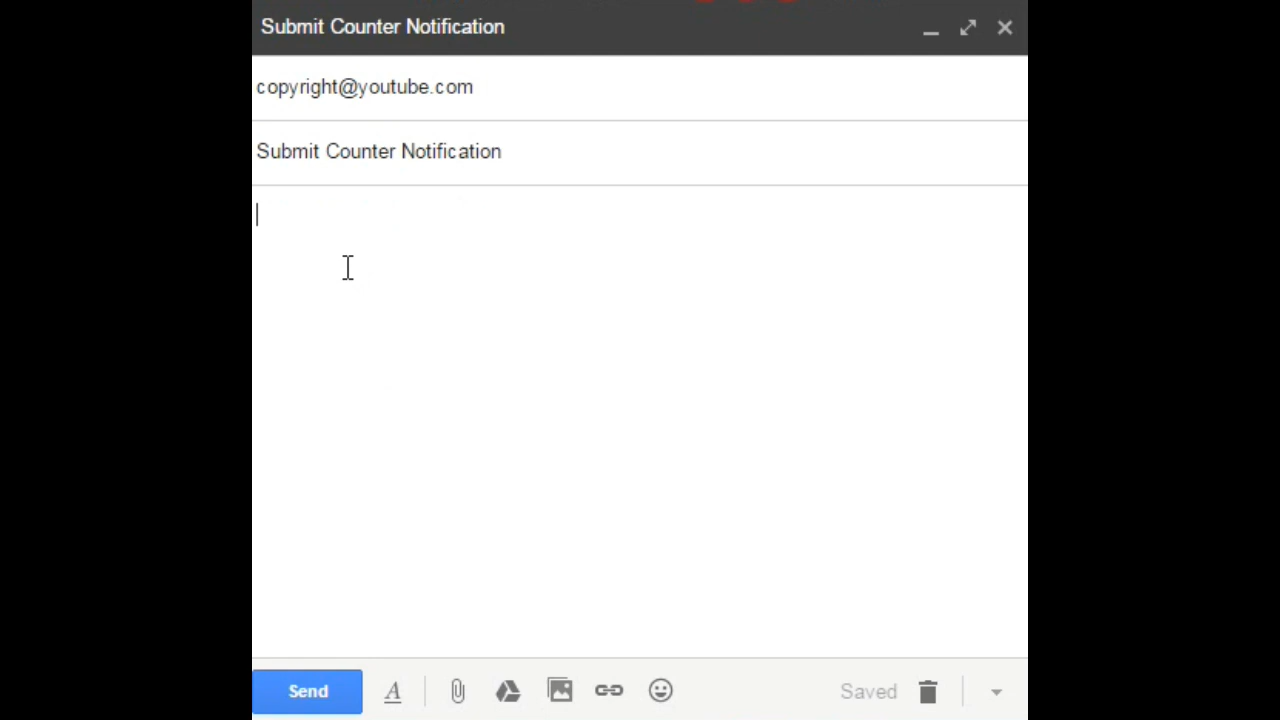 Submit Counter Notification
copyright@youtube.com
Submit Counter Notification
Send A Saved